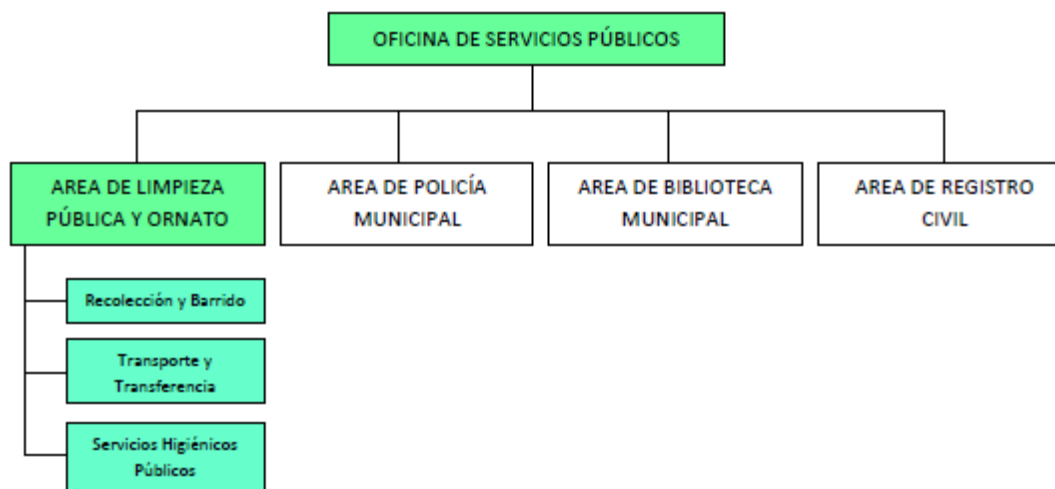 OFICINA DE SERVICIOS PÚBLICOS
AREA DE LIMPIEZA
PÚBLICA Y ORNATO
AREA DE POLICÍA
MUNICIPAL
AREA DE BIBLIOTECA
MUNICIPAL
AREA DE REGISTRO
CIVIL
Recolección y Barrido
Transporte y
Transferencia
Servicios Higiénicos
Públicos